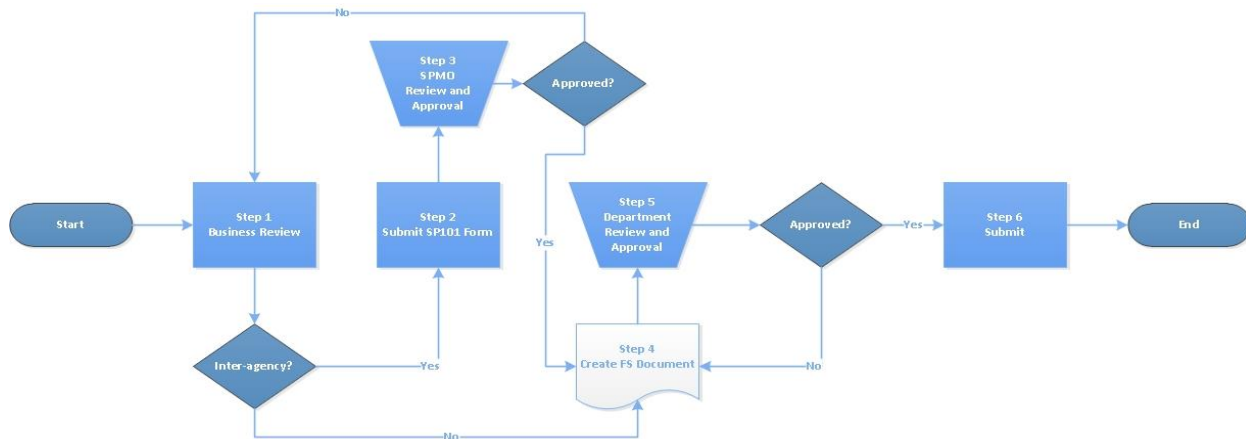 No
Step 3
SPMO
Review and
Approval
Approved?
Start
Step 1
Business Review
Step 2
Submit SP101 Form
Yes
Step 5
Department
Review and
Approval
Approved?
Yes
Step 6
Submit
End
Inter-agency?
Yes
Step 4
Create FS Document
No
No